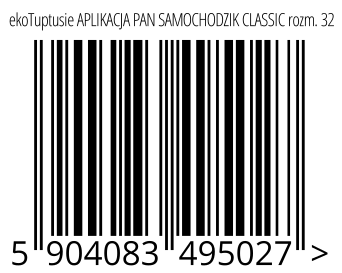 ekoTuptusie APLIKACJA PAN SAMOCHODZIK CLASSIC rozm. 32
5 904083 495027 >